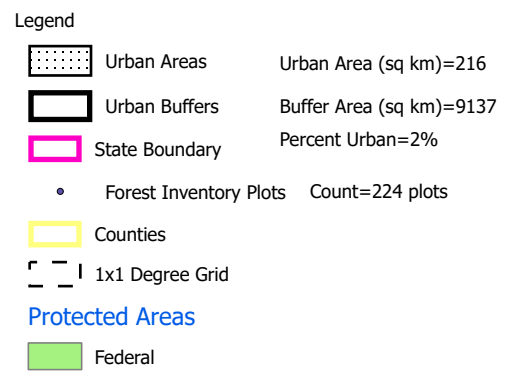 Legend
Urban Areas Urban Area (sq km)=216
Urban Buffers Buffer Area (sq km)=9137
State Boundary Percent Urban=2%
Forest Inventory Plots Count=224 plots
Counties
1x1 Degree Grid
Protected Areas
Federal